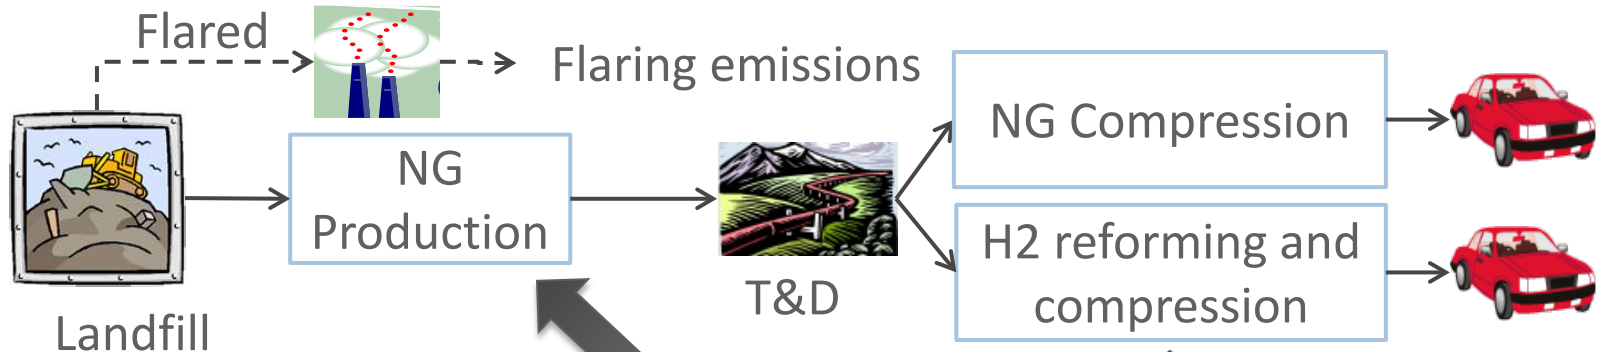 Flared
Flaring emissions
NG Compression
NG
Production
H2 reforming and
compression
T&D
Landfill